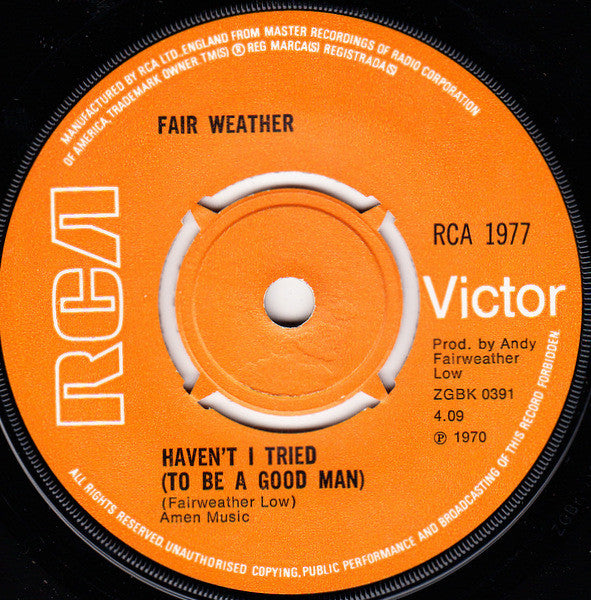 MANUFACTURED BY RCA LTD., ENGLAND FROM MASTER RECORDINGS OF RADIO CORPORATION
OF AMERICA, TRADEMARK OWNER TM(S) ® REG MARCA(S) REGISTRADA(S)
FAIR WEATHER
RCA
RCA 1977
Victor
Prod. by Andy
Fairweather
Low
ZGBK 0391
4.09
℗ 1970
HAVEN'T I TRIED
(TO BE A GOOD MAN)
(Fairweather Low)
Amen Music
ALL RIGHTS RESERVED. UNAUTHORISED COPYING, PUBLIC PERFORMANCE AND BROADCASTING OF THIS RECORD FORBIDDEN.